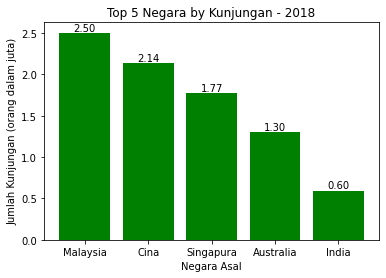 Top 5 Negara by Kunjungan - 2018
Jumlah Kunjungan (orang dalam juta)
2.5
2.0
1.5
1.0
0.5
0.0
2.50
2.14
1.77
1.30
0.60
Malaysia
Cina
Singapura
Australia
India
Negara Asal